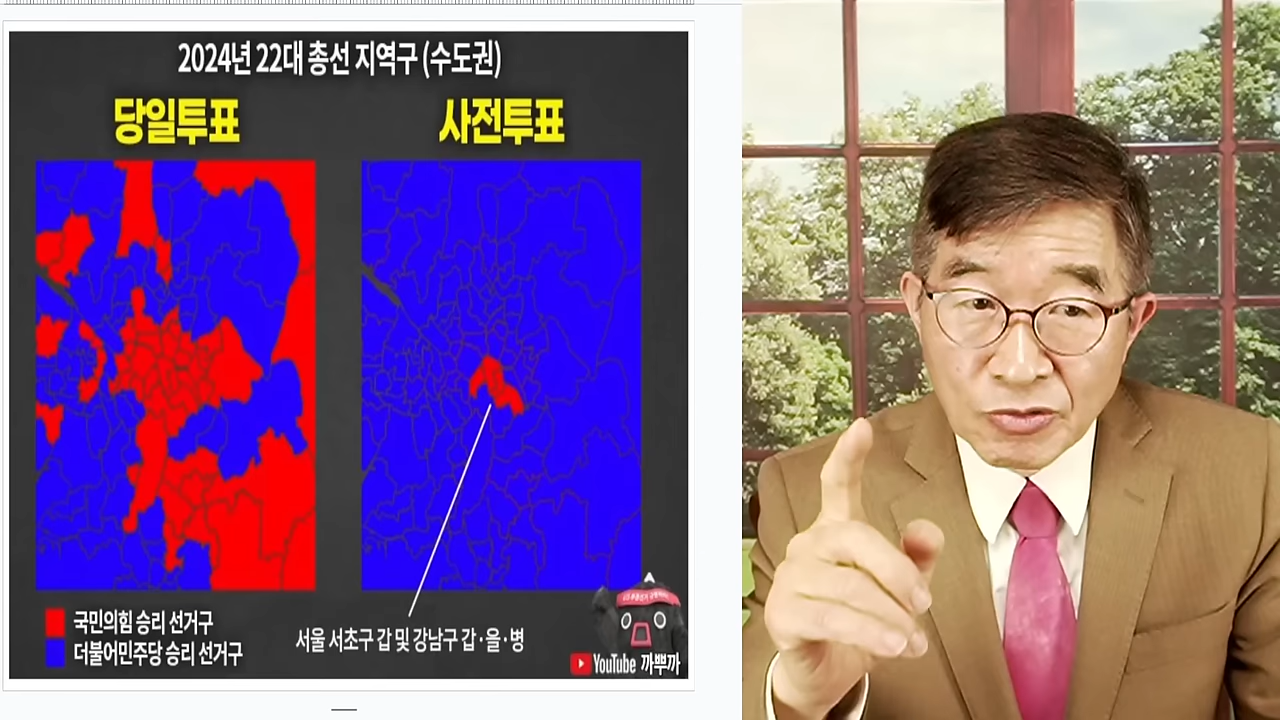 2024년 22대 총선 지역구 (수도권)
당일투표
사전투표
국민의힘 승리 선거구
더불어민주당 승리 선거구
서울 서초구 갑 및 강남구 갑·을·병
YouTube 까뿌까